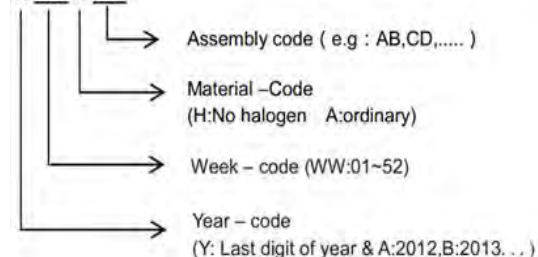 Assembly code ( e.g : AB,CD,..... )
Material –Code
(H:No halogen A:ordinary)
Week – code (WW:01~52)
Year – code
(Y: Last digit of year & A:2012,B:2013. . . )